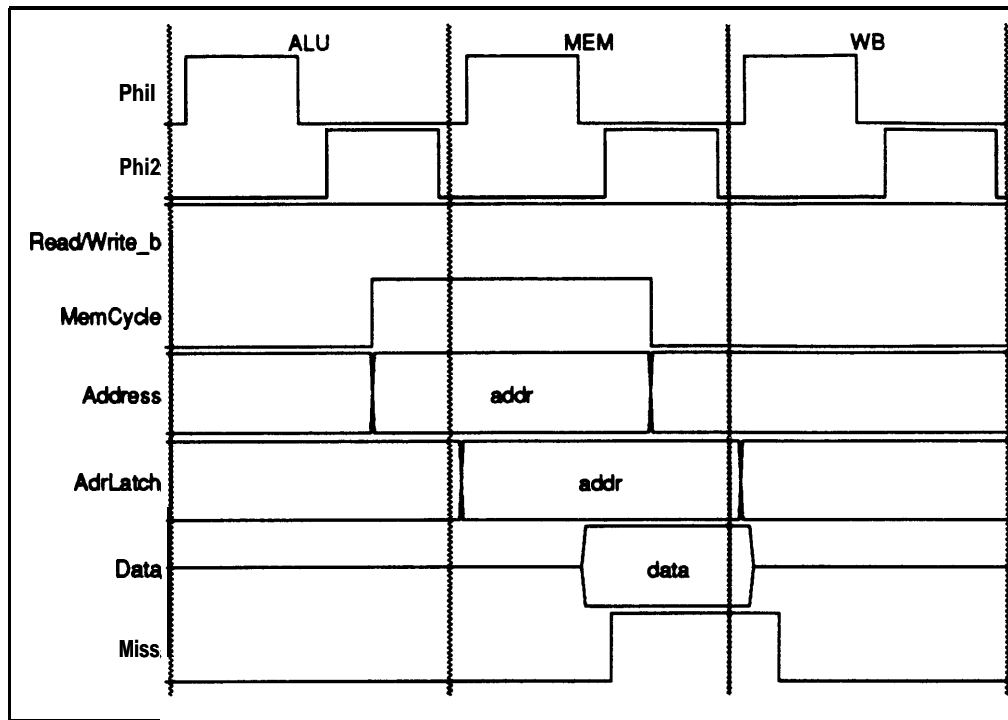 ALU MEM WB
Phil
Phi2
Read/Write_b
MemCycle
Address addr
AdrLatch addr
Data data
Miss